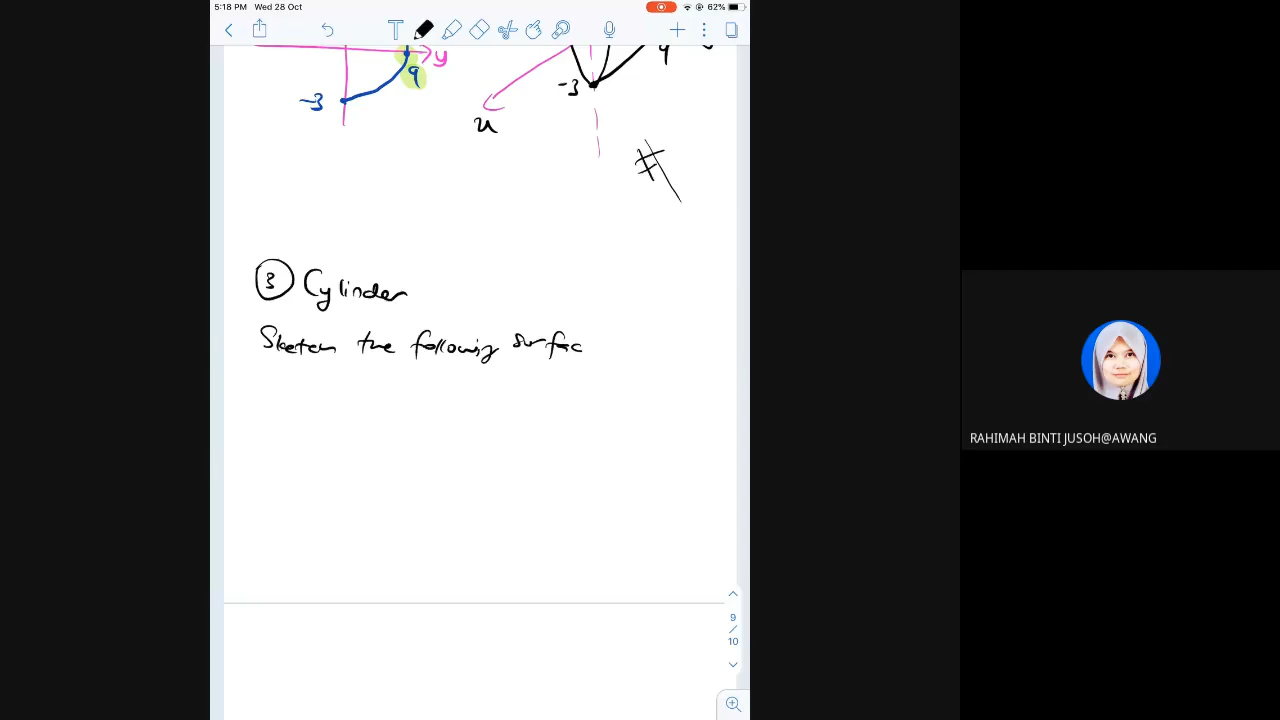 5:18 PM Wed 28 Oct
62%
T
y
9
-3
-3
9
x
#
③ Cylinder
Sketch the following surfac
9
/
10
RAHIMAH BINTI JUSOH@AWANG